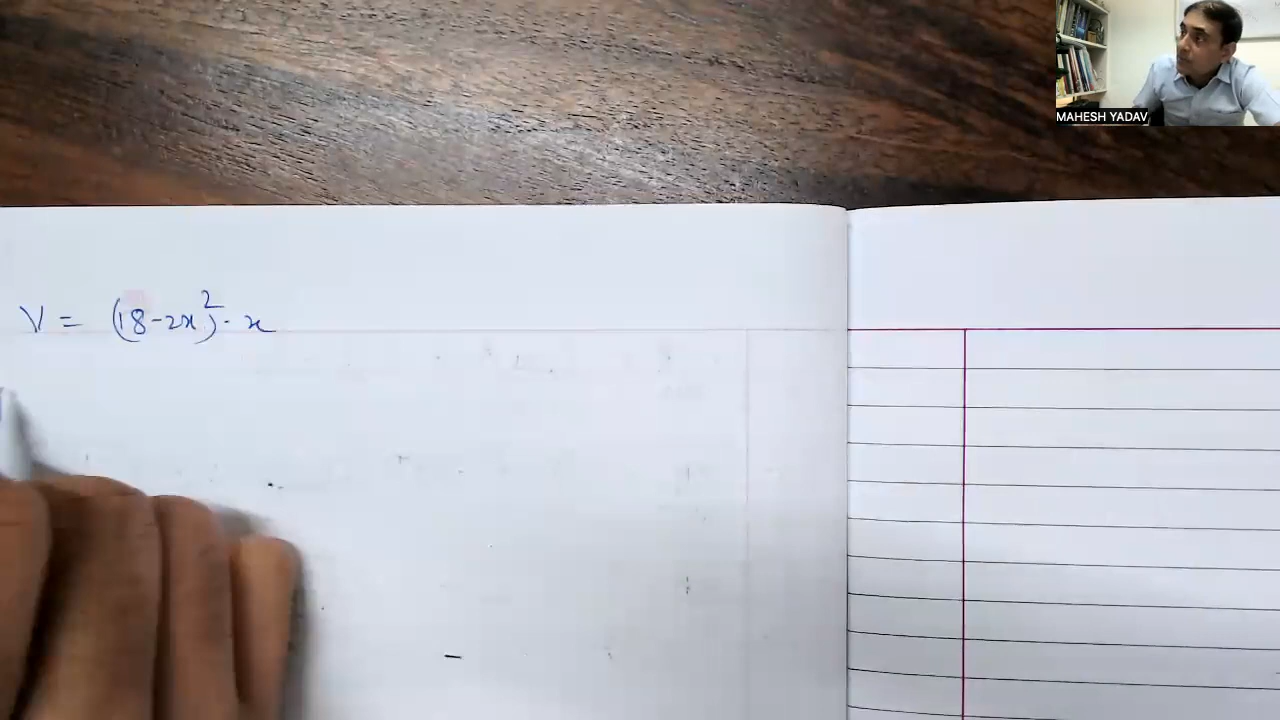 MAHESH YADAV
V = (18-2x)² · x